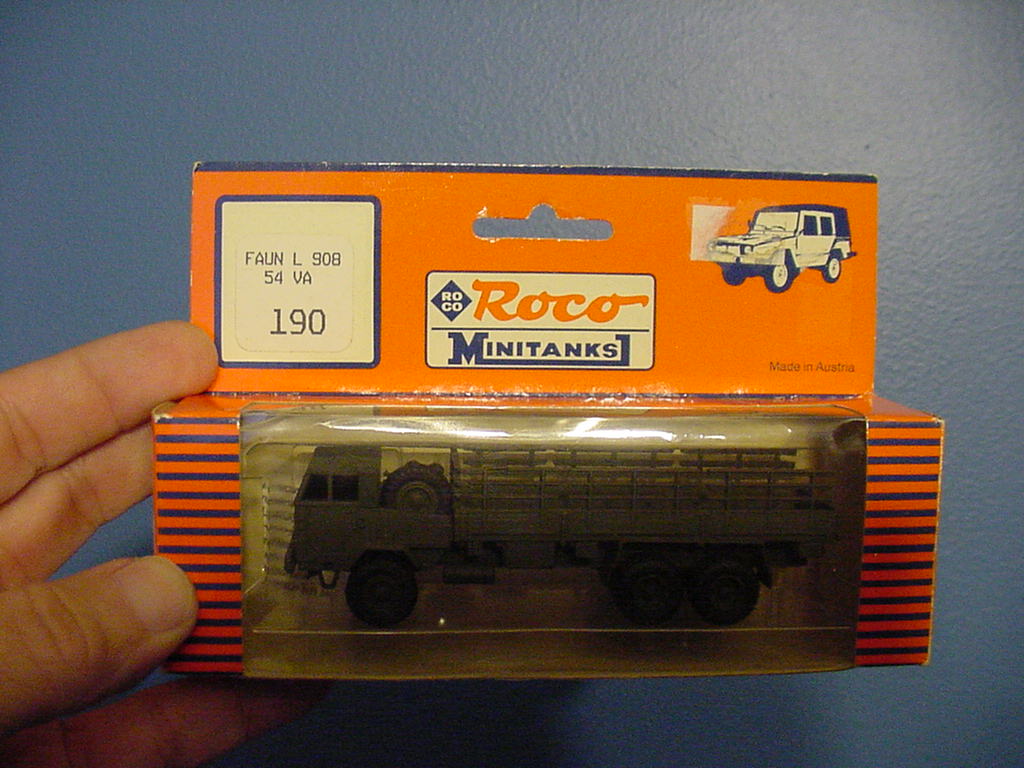 FAUN L 908
54 VA
190
RO
CO
Roco
MINITANKS
Made in Austria